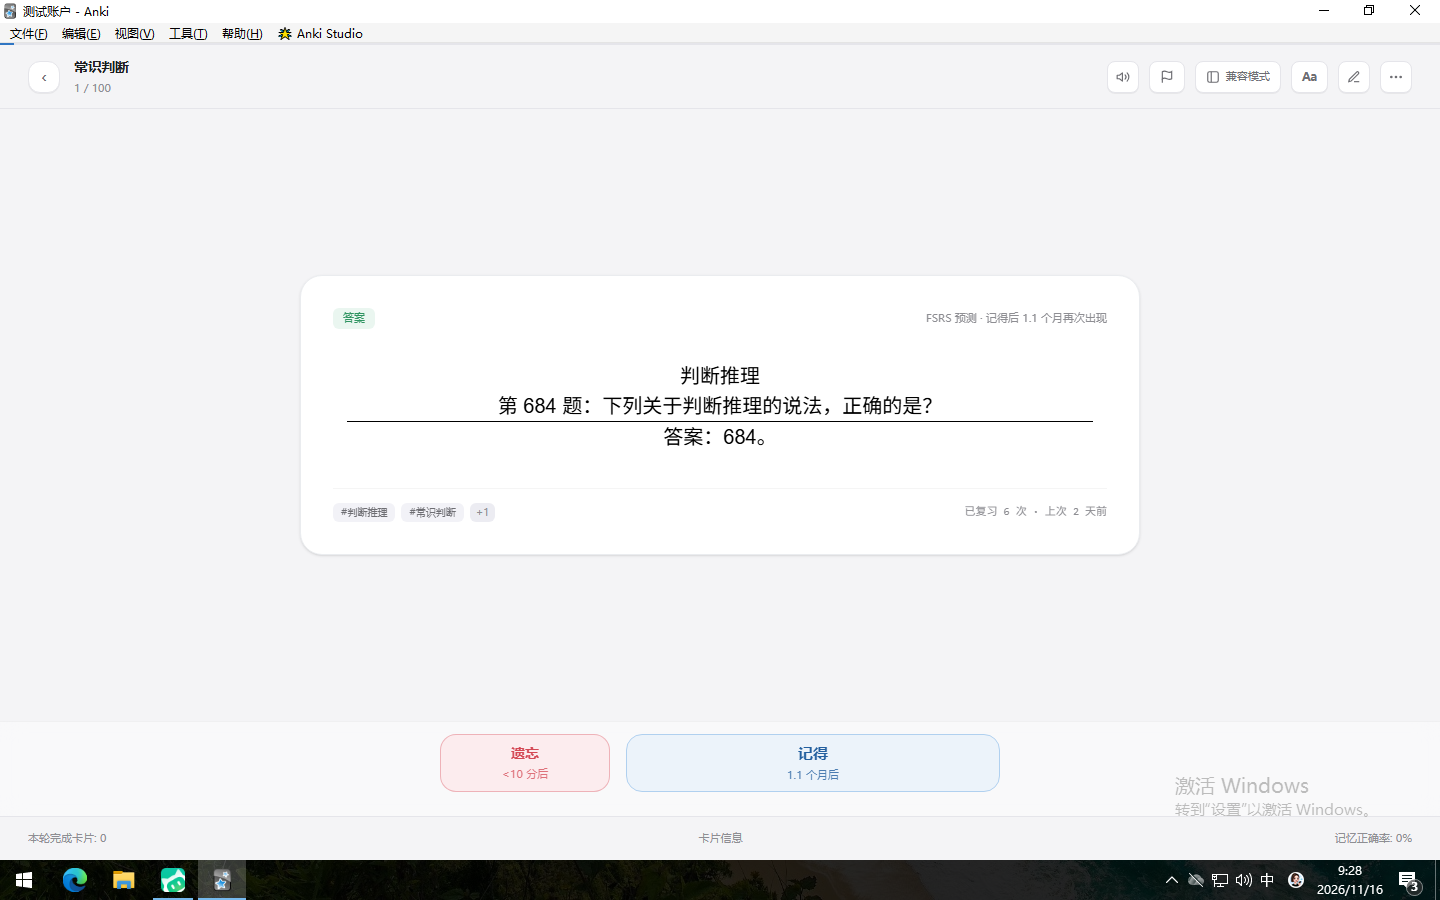 测试账户 - Anki
文件(F) 编辑(E) 视图(V) 工具(T) 帮助(H) Anki Studio
‹ 常识判断
1 / 100
兼容模式 Aa ···
答案 FSRS 预测 · 记得后 1.1 个月再次出现
判断推理
第 684 题：下列关于判断推理的说法，正确的是？
答案：684。
#判断推理 #常识判断 +1 已复习 6 次 · 上次 2 天前
遗忘 记得
<10 分后 1.1 个月后
激活 Windows
转到"设置"以激活 Windows。
本轮完成卡片: 0 卡片信息 记忆正确率: 0%
中 9:28
2026/11/16 3